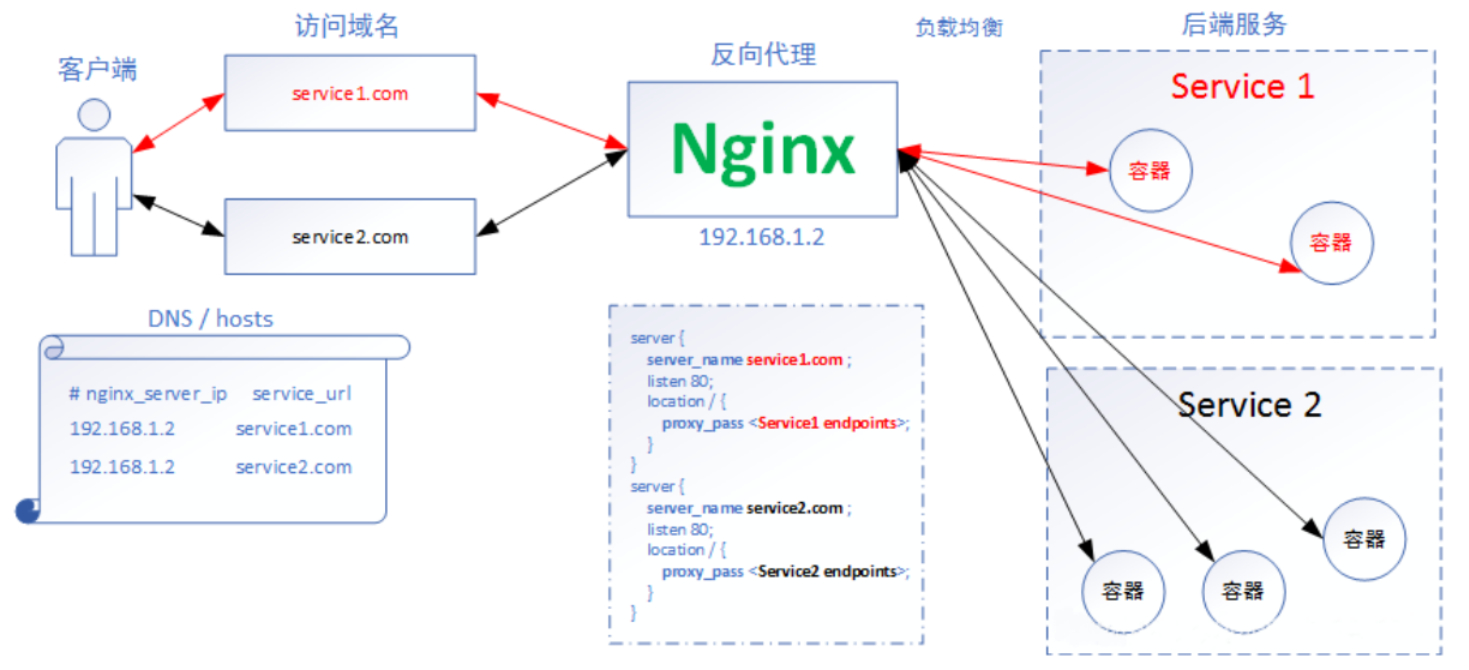 访问域名
客户端
service1.com
service2.com
反向代理
Nginx
192.168.1.2
负载均衡
后端服务
Service 1
容器
容器
Service 2
容器
容器
容器
DNS / hosts
# nginx_server_ip service_url
192.168.1.2 service1.com
192.168.1.2 service2.com
server {
server_name service1.com ;
listen 80;
location / {
proxy_pass <Service1 endpoints>;
}
}
server {
server_name service2.com ;
listen 80;
location / {
proxy_pass <Service2 endpoints>;
}
}